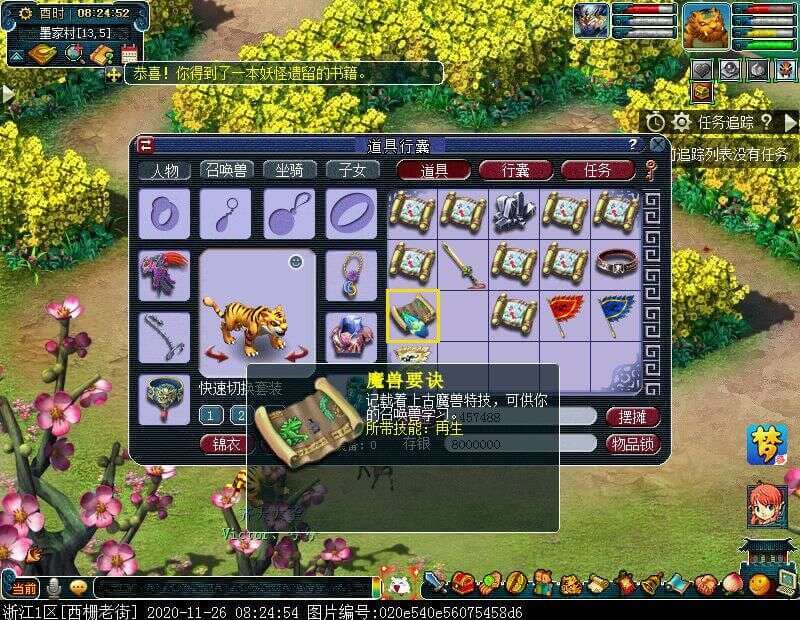 酉时 08:24:52
墨家村[13,5]
恭喜！你得到了一本妖怪遗留的书籍。
任务追踪 ?
追踪列表没有任务
道具行囊
?
人物 召唤兽 坐骑 子女 道具 行囊 任务
快速切换套装
1 2
457488
摆摊
锦衣
存银 8000000 物品锁
魔兽要诀
记载着上古魔兽特技，可供你
的召唤兽学习。
所带技能：再生
Victor、
梦
当前
浙江1区[西栅老街] 2020-11-26 08:24:54 图片编号:020e540e56075458d6